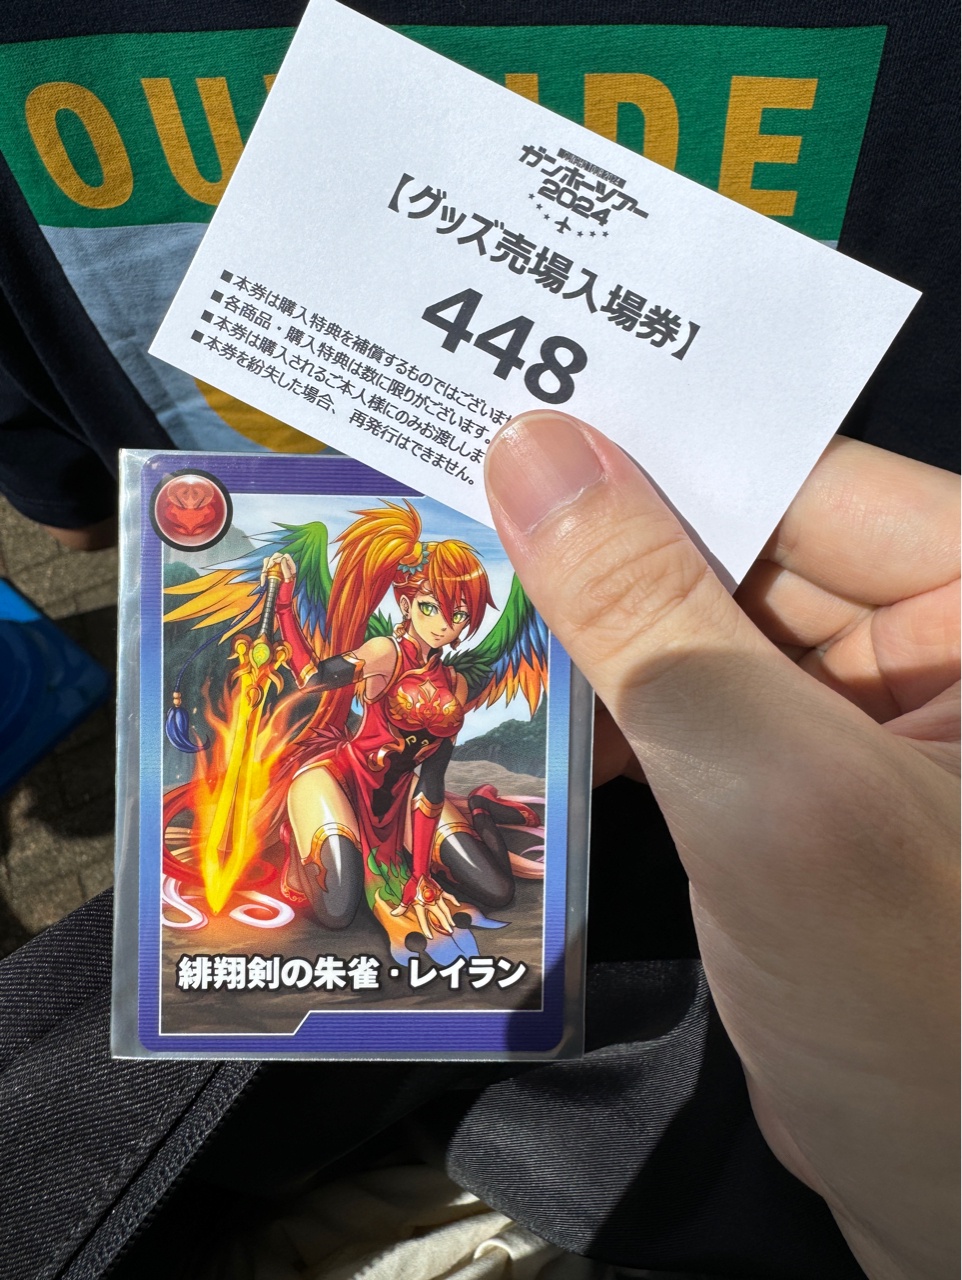 ガンホーツアー
2024
【グッズ売場入場券】
448
■本券は購入特典を補償するものではございませ
■各商品・購入特典は数に限りがございます。
■本券は購入されるご本人様にのみお渡ししま
■本券を紛失した場合、再発行はできません。
緋翔剣の朱雀・レイラン